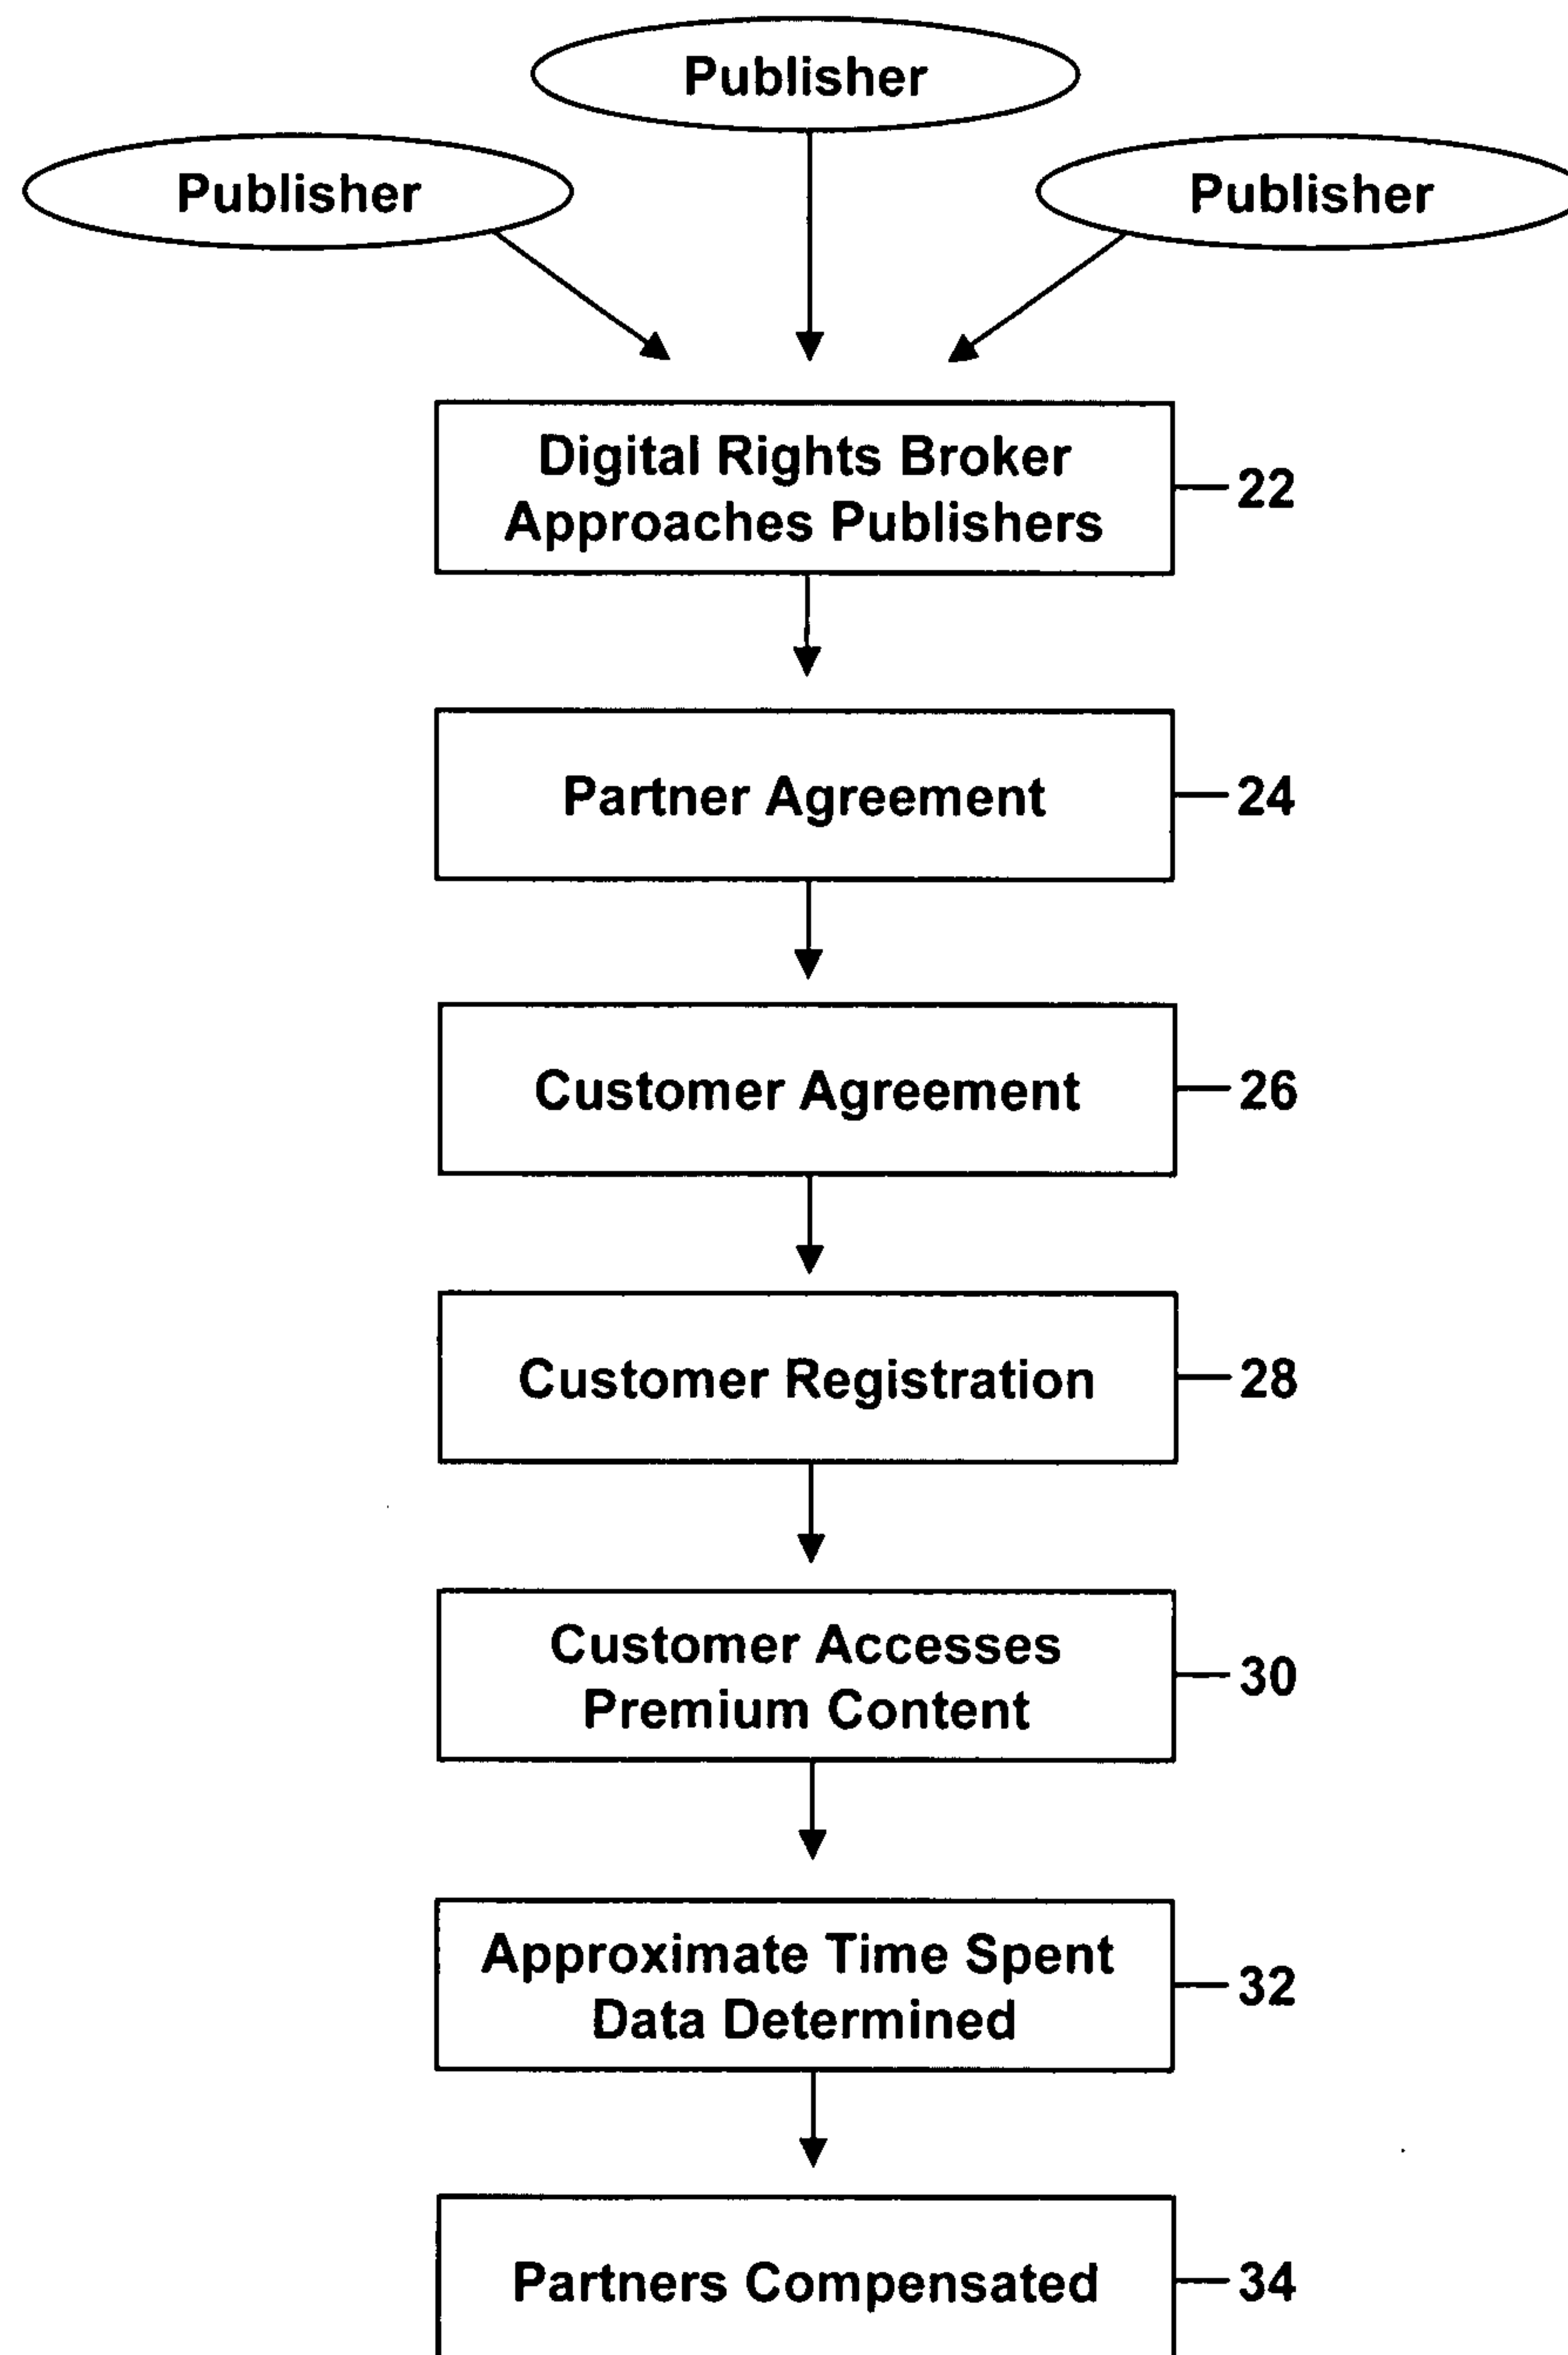 Publisher
Publisher
Publisher
Digital Rights Broker
Approaches Publishers
22
Partner Agreement
24
Customer Agreement
26
Customer Registration
28
Customer Accesses
Premium Content
30
Approximate Time Spent
Data Determined
32
Partners Compensated
34